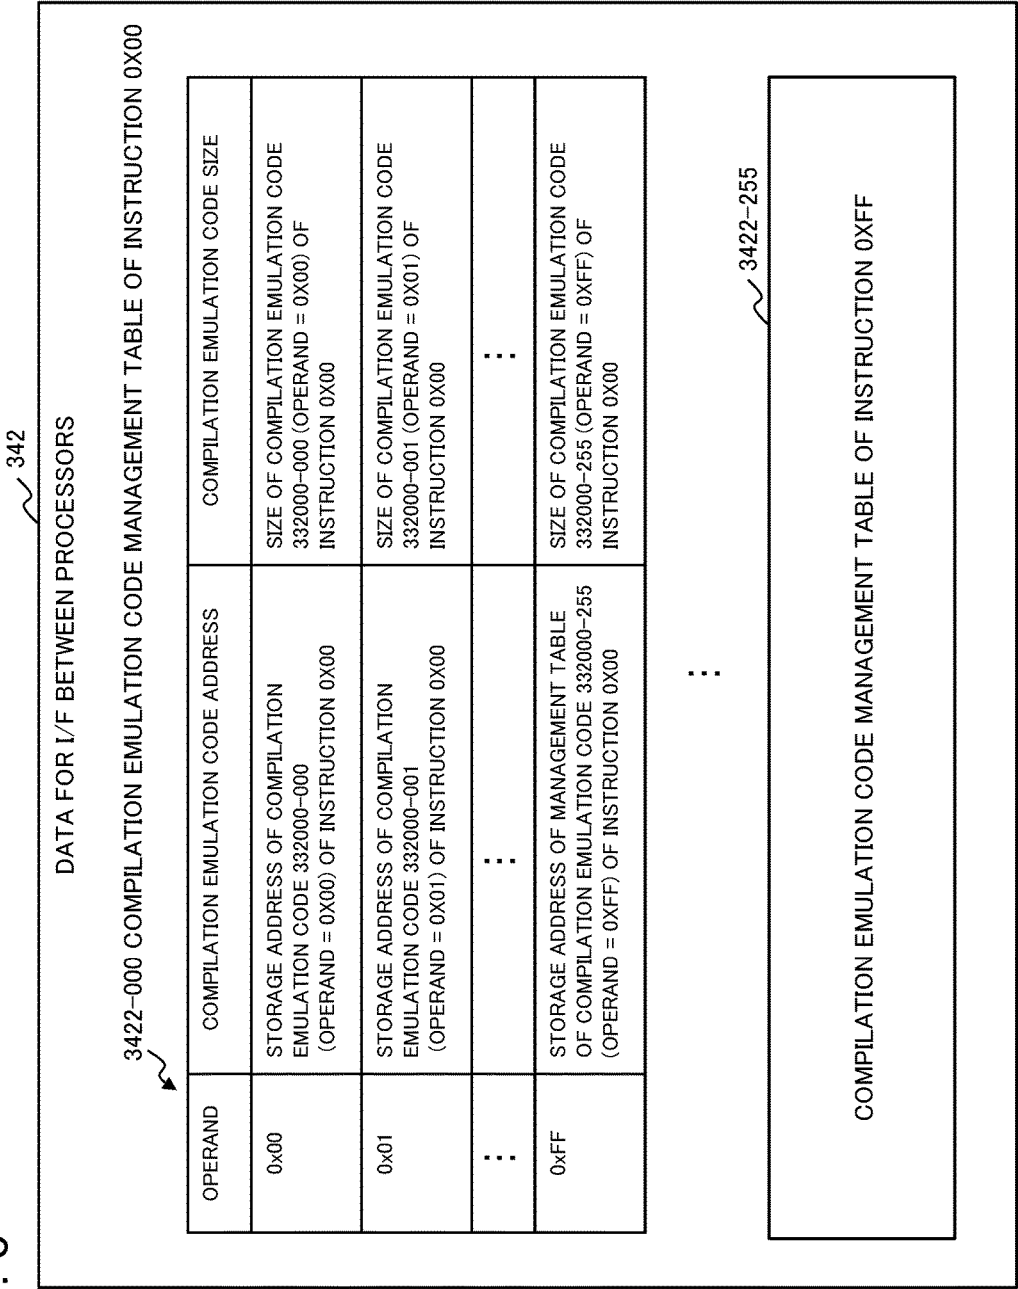 342
DATA FOR I/F BETWEEN PROCESSORS
3422-000 COMPILATION EMULATION CODE MANAGEMENT TABLE OF INSTRUCTION 0X00
OPERAND
COMPILATION EMULATION CODE ADDRESS
COMPILATION EMULATION CODE SIZE
0x00
STORAGE ADDRESS OF COMPILATION
EMULATION CODE 332000-000
(OPERAND = 0X00) OF INSTRUCTION 0X00
SIZE OF COMPILATION EMULATION CODE
332000-000 (OPERAND = 0X00) OF
INSTRUCTION 0X00
0x01
STORAGE ADDRESS OF COMPILATION
EMULATION CODE 332000-001
(OPERAND = 0X01) OF INSTRUCTION 0X00
SIZE OF COMPILATION EMULATION CODE
332000-001 (OPERAND = 0X01) OF
INSTRUCTION 0X00
⋮
⋮
⋮
0xFF
STORAGE ADDRESS OF MANAGEMENT TABLE
OF COMPILATION EMULATION CODE 332000-255
(OPERAND = 0XFF) OF INSTRUCTION 0X00
SIZE OF COMPILATION EMULATION CODE
332000-255 (OPERAND = 0XFF) OF
INSTRUCTION 0X00
⋮
3422-255
COMPILATION EMULATION CODE MANAGEMENT TABLE OF INSTRUCTION 0XFF